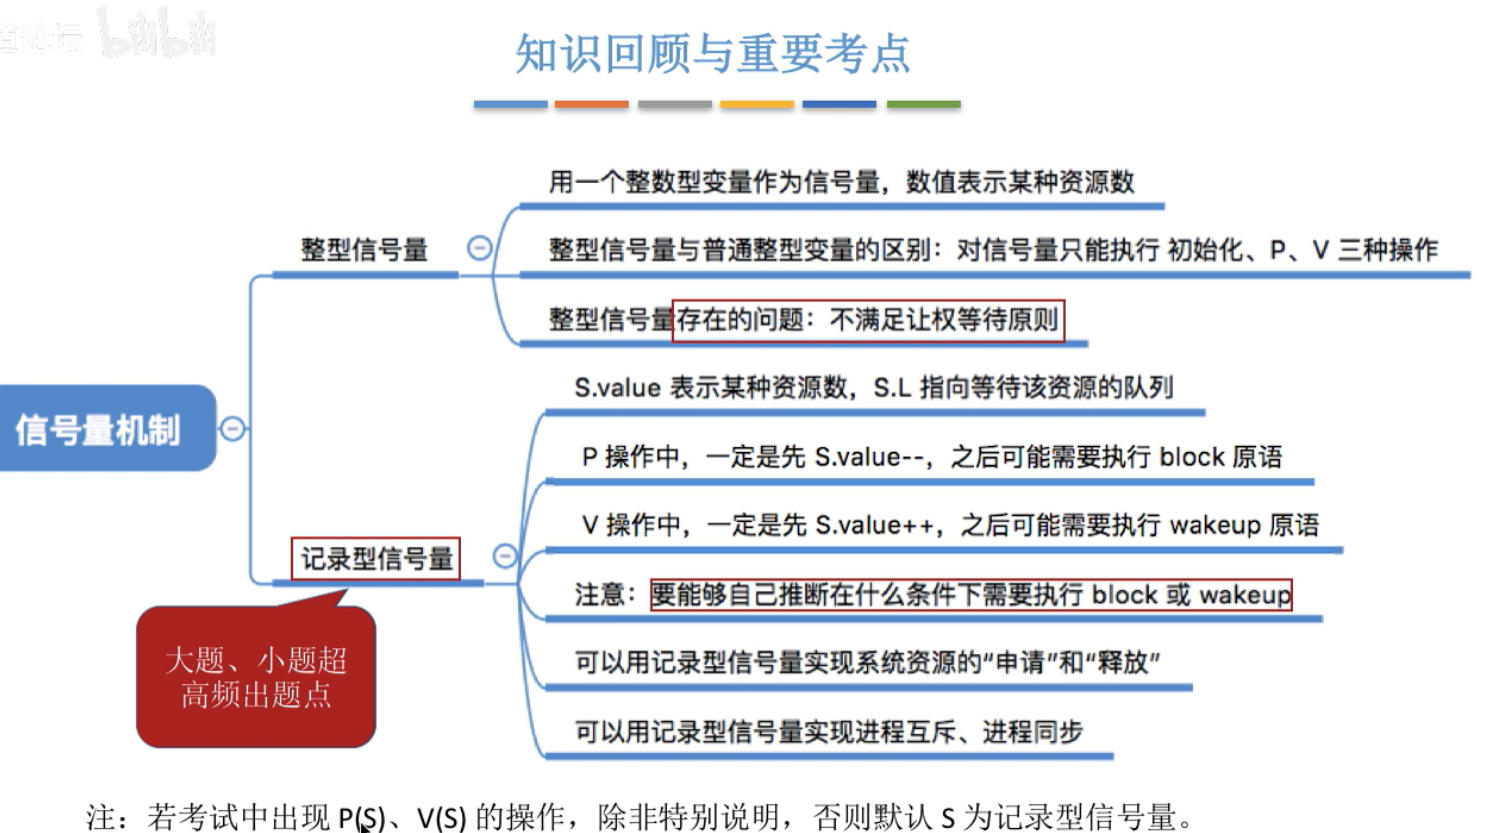 道论坛 bilibili
知识回顾与重要考点
用一个整数型变量作为信号量，数值表示某种资源数
整型信号量
整型信号量与普通整型变量的区别：对信号量只能执行 初始化、P、V 三种操作
整型信号量存在的问题：不满足让权等待原则
S.value 表示某种资源数，S.L 指向等待该资源的队列
信号量机制
P 操作中，一定是先 S.value--，之后可能需要执行 block 原语
V 操作中，一定是先 S.value++，之后可能需要执行 wakeup 原语
记录型信号量
注意：要能够自己推断在什么条件下需要执行 block 或 wakeup
大题、小题超
高频出题点
可以用记录型信号量实现系统资源的“申请”和“释放”
可以用记录型信号量实现进程互斥、进程同步
注：若考试中出现 P(S)、V(S) 的操作，除非特别说明，否则默认 S 为记录型信号量。